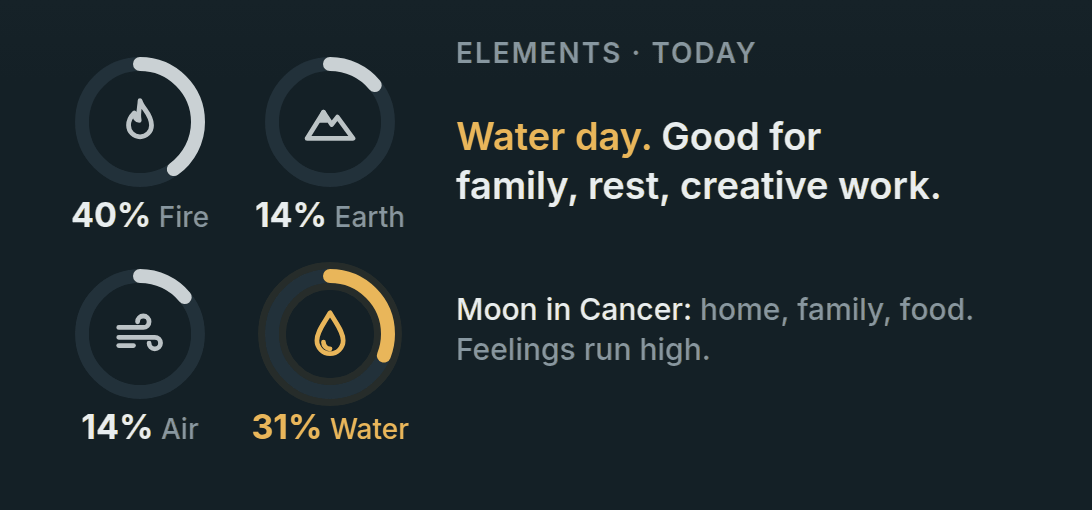 ELEMENTS · TODAY
Water day. Good for
family, rest, creative work.
40% Fire
14% Earth
Moon in Cancer: home, family, food.
Feelings run high.
14% Air
31% Water